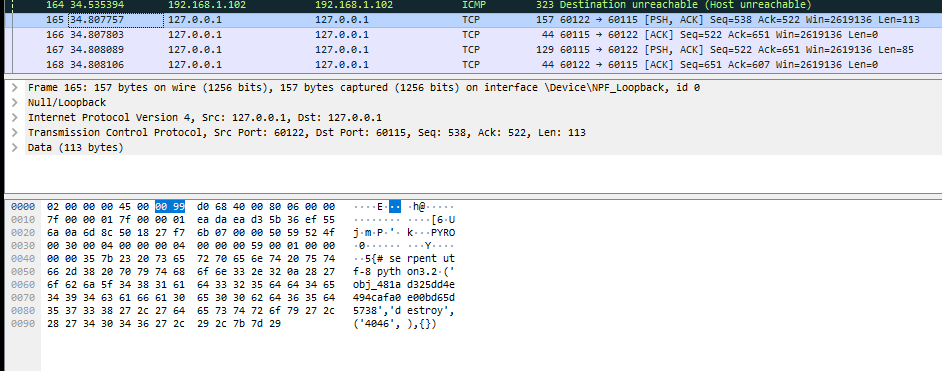 164 34.535394 192.168.1.102 192.168.1.102 ICMP 323 Destination unreachable (Host unreachable)
165 34.807757 127.0.0.1 127.0.0.1 TCP 157 60122 → 60115 [PSH, ACK] Seq=538 Ack=522 Win=2619136 Len=113
166 34.807803 127.0.0.1 127.0.0.1 TCP 44 60115 → 60122 [ACK] Seq=522 Ack=651 Win=2619136 Len=0
167 34.808089 127.0.0.1 127.0.0.1 TCP 129 60115 → 60122 [PSH, ACK] Seq=522 Ack=651 Win=2619136 Len=85
168 34.808106 127.0.0.1 127.0.0.1 TCP 44 60122 → 60115 [ACK] Seq=651 Ack=607 Win=2619136 Len=0
Frame 165: 157 bytes on wire (1256 bits), 157 bytes captured (1256 bits) on interface \Device\NPF_Loopback, id 0
Null/Loopback
Internet Protocol Version 4, Src: 127.0.0.1, Dst: 127.0.0.1
Transmission Control Protocol, Src Port: 60122, Dst Port: 60115, Seq: 538, Ack: 522, Len: 113
Data (113 bytes)
0000 02 00 00 00 45 00 00 99 d0 68 40 00 80 06 00 00 ····E··· ·h@·····
0010 7f 00 00 01 7f 00 00 01 ea da ea d3 5b 36 ef 55 ········ ····[6·U
0020 6a 0a 6d 8c 50 18 27 f7 6b 07 00 00 50 59 52 4f j·m·P·'· k···PYRO
0030 00 30 00 04 00 00 00 04 00 00 00 59 00 01 00 00 ·0······ ···Y····
0040 00 00 35 7b 23 20 73 65 72 70 65 6e 74 20 75 74 ··5{# se rpent ut
0050 66 2d 38 20 70 79 74 68 6f 6e 33 2e 32 0a 28 27 f-8 pyth on3.2·('
0060 6f 62 6a 5f 34 38 31 61 64 33 32 35 64 64 34 65 obj_481a d325dd4e
0070 34 39 34 63 61 66 61 30 65 30 30 62 64 36 35 64 494cafa0 e00bd65d
0080 35 37 33 38 27 2c 27 64 65 73 74 72 6f 79 27 2c 5738','d estroy',
0090 28 27 34 30 34 36 27 2c 29 2c 7b 7d 29 ('4046', ),{})